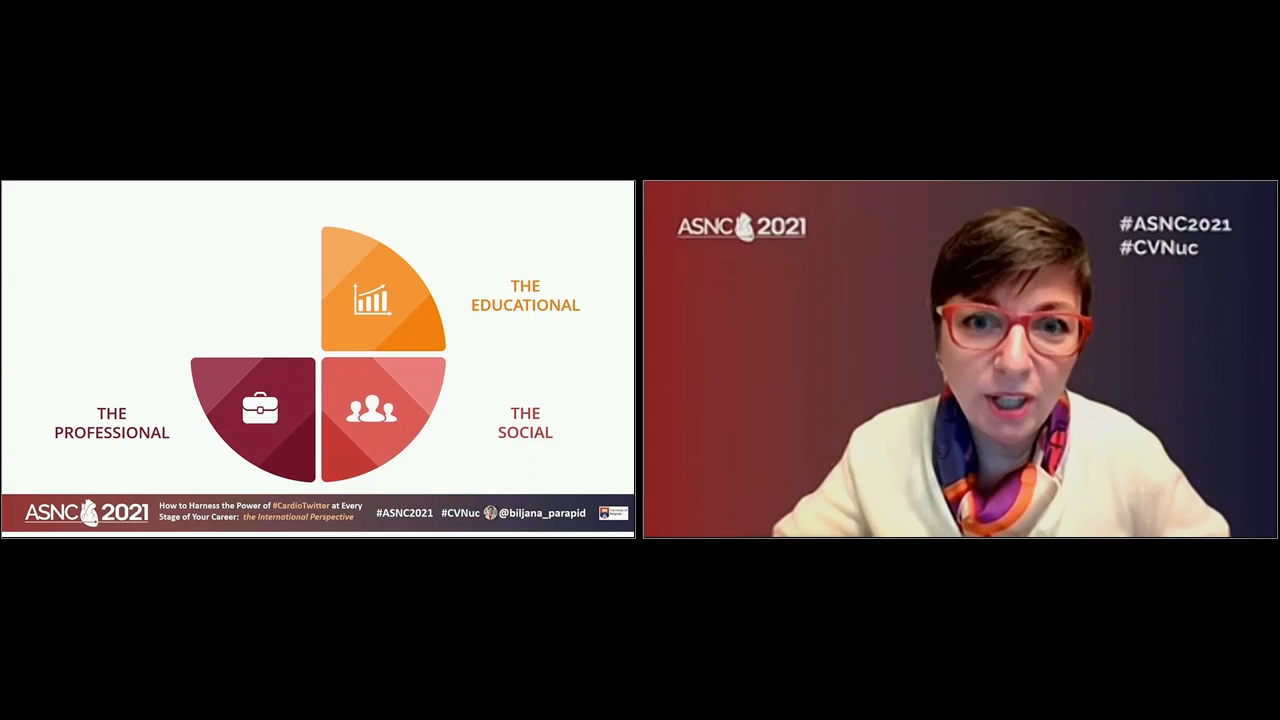 THE
EDUCATIONAL
THE
PROFESSIONAL
THE
SOCIAL
ASNC 2021
How to Harness the Power of #CardioTwitter at Every
Stage of Your Career: the International Perspective
#ASNC2021 #CVNuc @biljana_parapid
ASNC 2021
#ASNC2021
#CVNuc